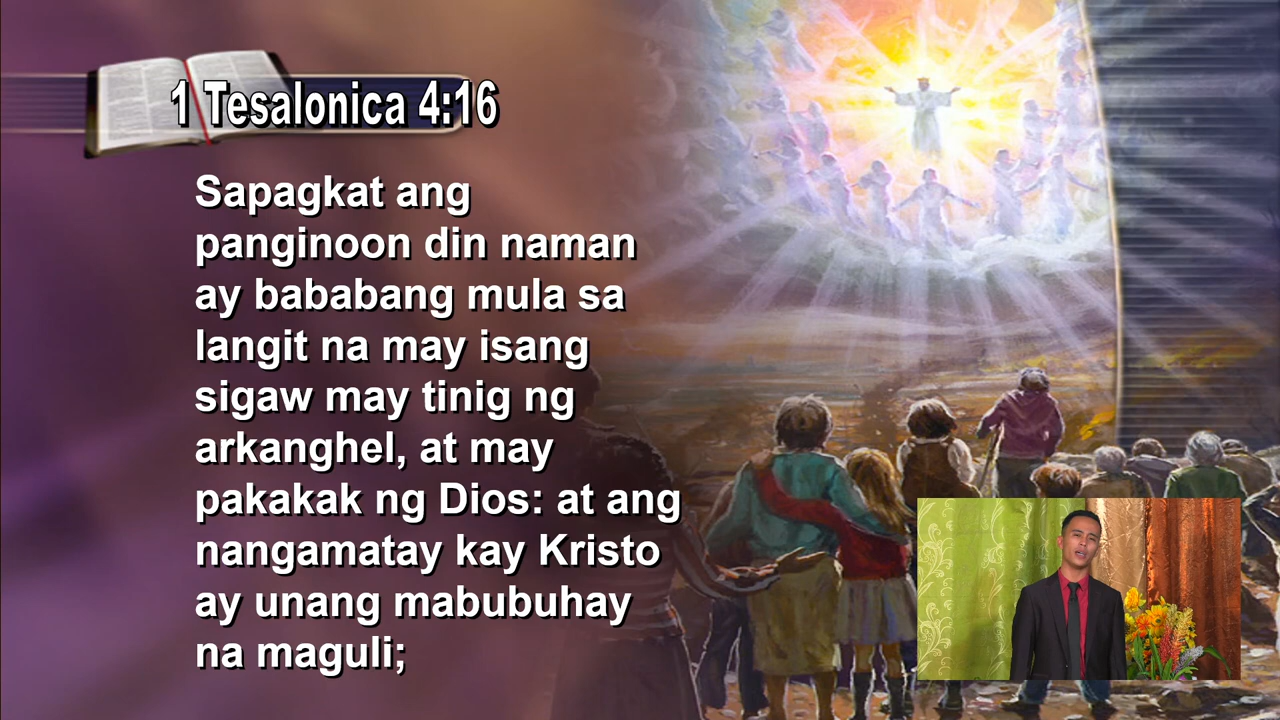 1 Tesalonica 4:16
Sapagkat ang
panginoon din naman
ay bababang mula sa
langit na may isang
sigaw may tinig ng
arkanghel, at may
pakakak ng Dios: at ang
nangamatay kay Kristo
ay unang mabubuhay
na maguli;